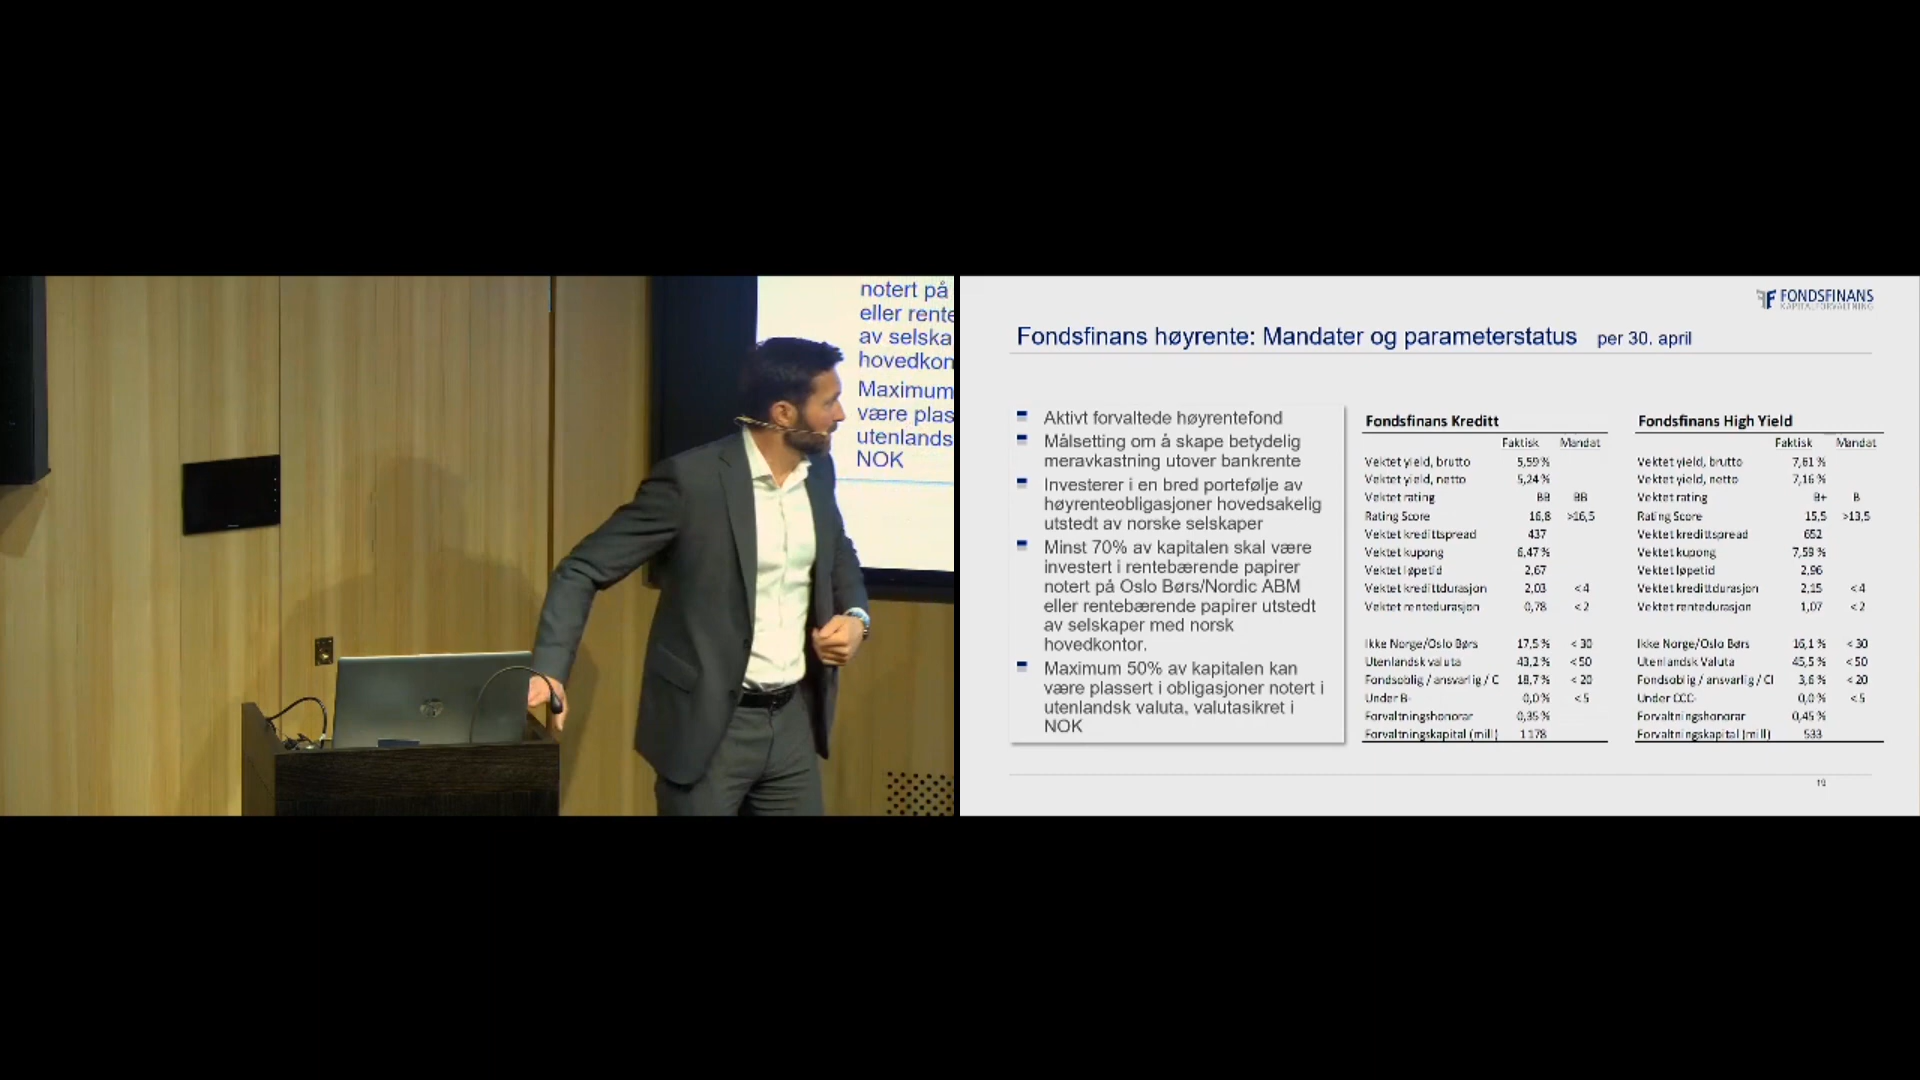 notert på
eller rente
av selska
hovedkon
Maximum
være plas
utenlands
NOK
FONDSFINANS
KAPITALFORVALTNING
Fondsfinans høyrente: Mandater og parameterstatus per 30. april
Aktivt forvaltede høyrentefond
Målsetting om å skape betydelig
meravkastning utover bankrente
Investerer i en bred portefølje av
høyrenteobligasjoner hovedsakelig
utstedt av norske selskaper
Minst 70% av kapitalen skal være
investert i rentebærende papirer
notert på Oslo Børs/Nordic ABM
eller rentebærende papirer utstedt
av selskaper med norsk
hovedkontor.
Maximum 50% av kapitalen kan
være plassert i obligasjoner notert i
utenlandsk valuta, valutasikret i
NOK
Fondsfinans Kreditt
Faktisk Mandat
Vektet yield, brutto 5,59 %
Vektet yield, netto 5,24 %
Vektet rating BB BB
Rating Score 16,8 >16,5
Vektet kredittspread 437
Vektet kupong 6,47 %
Vektet løpetid 2,67
Vektet kredittdurasjon 2,03 < 4
Vektet rentedurasjon 0,78 < 2
Ikke Norge/Oslo Børs 17,5 % < 30
Utenlandsk valuta 43,2 % < 50
Fondsoblig / ansvarlig / C 18,7 % < 20
Under B- 0,0 % < 5
Forvaltningshonorar 0,35 %
Forvaltningskapital (mill) 1 178
Fondsfinans High Yield
Faktisk Mandat
Vektet yield, brutto 7,61 %
Vektet yield, netto 7,16 %
Vektet rating B+ B
Rating Score 15,5 >13,5
Vektet kredittspread 652
Vektet kupong 7,59 %
Vektet løpetid 2,96
Vektet kredittdurasjon 2,15 < 4
Vektet rentedurasjon 1,07 < 2
Ikke Norge/Oslo Børs 16,1 % < 30
Utenlandsk Valuta 45,5 % < 50
Fondsoblig / ansvarlig / CI 3,6 % < 20
Under CCC- 0,0 % < 5
Forvaltningshonorar 0,45 %
Forvaltningskapital (mill) 533
19